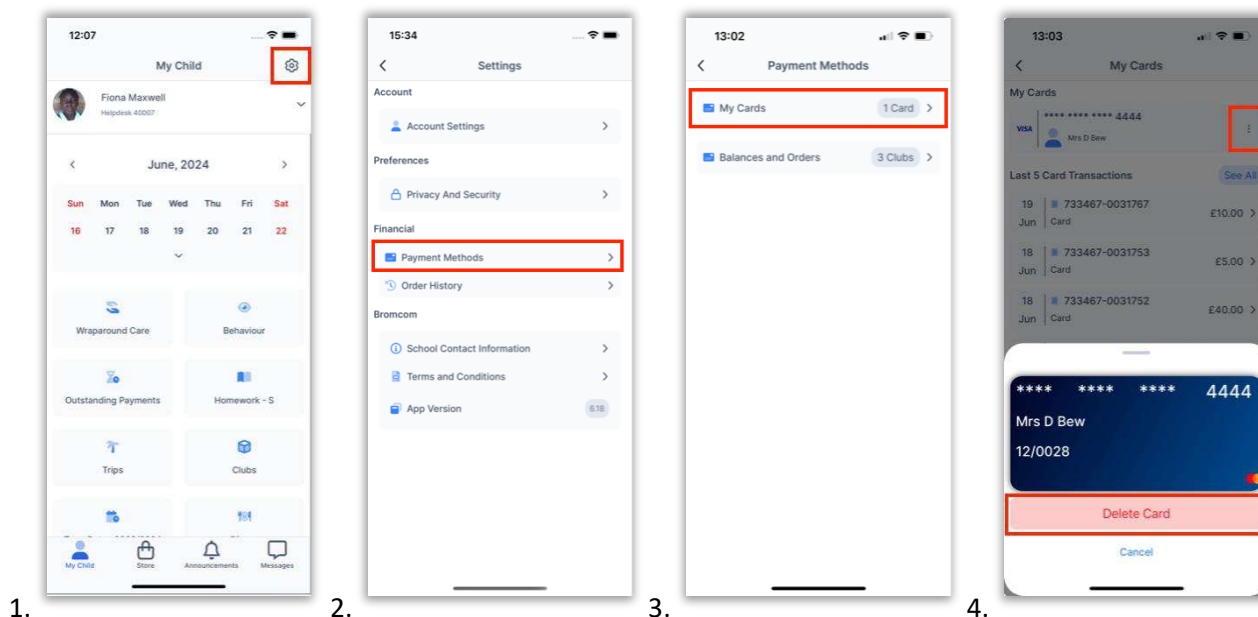 12:07
My Child
Fiona Maxwell
Helpdesk 40007
June, 2024
Sun Mon Tue Wed Thu Fri Sat
16 17 18 19 20 21 22
Wraparound Care Behaviour
Outstanding Payments Homework - S
Trips Clubs
My Child Store Announcements Messages
1.
15:34
Settings
Account
Account Settings
Preferences
Privacy And Security
Financial
Payment Methods
Order History
Bromcom
School Contact Information
Terms and Conditions
App Version 6.18
2.
13:02
Payment Methods
My Cards 1 Card
Balances and Orders 3 Clubs
3.
13:03
My Cards
My Cards
VISA **** **** **** 4444
Mrs D Bew
Last 5 Card Transactions See All
19 733467-0031767
Jun Card £10.00
18 733467-0031753
Jun Card £5.00
18 733467-0031752
Jun Card £40.00
**** **** **** 4444
Mrs D Bew
12/0028
Delete Card
Cancel
4.